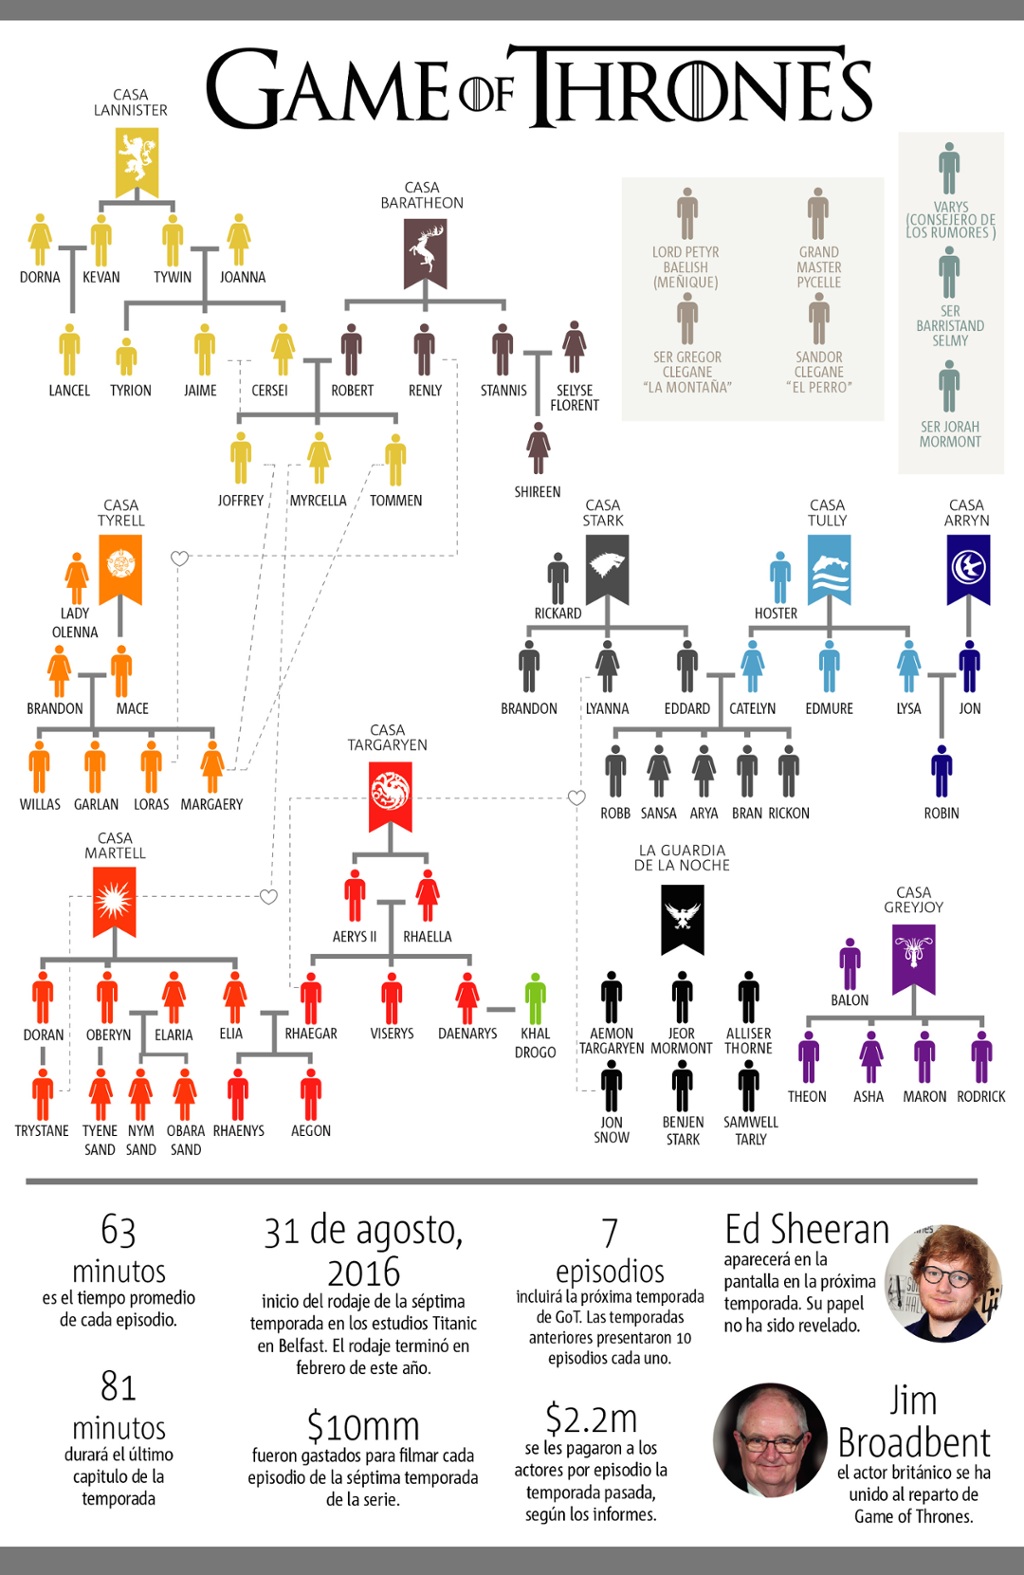 GAME OF THRONES
CASA
LANNISTER
DORNA
KEVAN
TYWIN
JOANNA
LANCEL
TYRION
JAIME
CERSEI
CASA
BARATHEON
ROBERT
RENLY
STANNIS
SELYSE
FLORENT
JOFFREY
MYRCELLA
TOMMEN
SHIREEN
LORD PETYR
BAELISH
(MEÑIQUE)
GRAND
MASTER
PYCELLE
SER GREGOR
CLEGANE
“LA MONTAÑA”
SANDOR
CLEGANE
“EL PERRO”
VARYS
(CONSEJERO DE
LOS RUMORES )
SER
BARRISTAND
SELMY
SER JORAH
MORMONT
CASA
TYRELL
LADY
OLENNA
BRANDON
MACE
WILLAS
GARLAN
LORAS
MARGAERY
CASA
STARK
RICKARD
BRANDON
LYANNA
EDDARD
CASA
TULLY
HOSTER
CATELYN
EDMURE
LYSA
CASA
ARRYN
JON
ROBB
SANSA
ARYA
BRAN
RICKON
ROBIN
CASA
TARGARYEN
AERYS II
RHAELLA
RHAEGAR
VISERYS
DAENARYS
KHAL
DROGO
CASA
MARTELL
DORAN
OBERYN
ELARIA
ELIA
TRYSTANE
TYENE
SAND
NYM
SAND
OBARA
SAND
RHAENYS
AEGON
LA GUARDIA
DE LA NOCHE
AEMON
TARGARYEN
JEOR
MORMONT
ALLISER
THORNE
JON
SNOW
BENJEN
STARK
SAMWELL
TARLY
CASA
GREYJOY
BALON
THEON
ASHA
MARON
RODRICK
63
minutos
es el tiempo promedio
de cada episodio.
81
minutos
durará el último
capitulo de la
temporada
31 de agosto,
2016
inicio del rodaje de la séptima
temporada en los estudios Titanic
en Belfast. El rodaje terminó en
febrero de este año.
$10mm
fueron gastados para filmar cada
episodio de la séptima temporada
de la serie.
7
episodios
incluirá la próxima temporada
de GoT. Las temporadas
anteriores presentaron 10
episodios cada uno.
$2.2m
se les pagaron a los
actores por episodio la
temporada pasada,
según los informes.
Ed Sheeran
aparecerá en la
pantalla en la próxima
temporada. Su papel
no ha sido revelado.
Jim
Broadbent
el actor británico se ha
unido al reparto de
Game of Thrones.